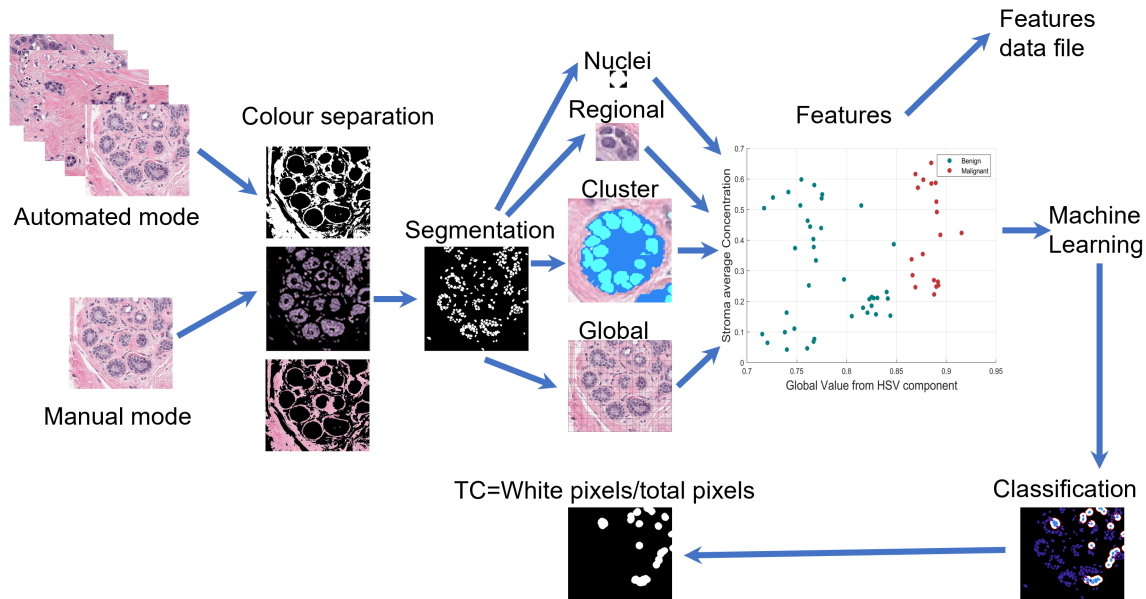 Features
data file
Nuclei
Regional
Colour separation
Features
Automated mode
Cluster
Segmentation
Machine
Learning
Benign
Malignant
Stroma average Concentration
0.7
0.6
0.5
0.4
0.3
0.2
0.1
0
0.7
0.75
0.8
0.85
0.9
0.95
Global Value from HSV component
Global
Manual mode
TC=White pixels/total pixels
Classification